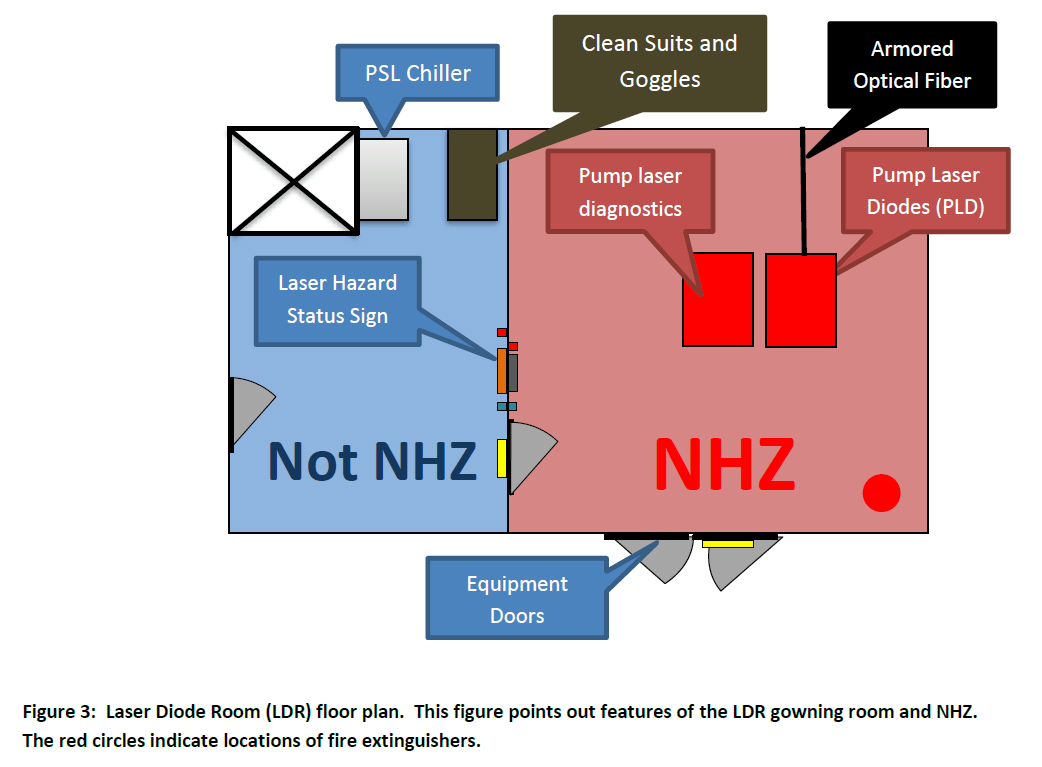 PSL Chiller
Clean Suits and
Goggles
Armored
Optical Fiber
Pump laser
diagnostics
Pump Laser
Diodes (PLD)
Laser Hazard
Status Sign
Not NHZ
NHZ
Equipment
Doors
Figure 3:  Laser Diode Room (LDR) floor plan.  This figure points out features of the LDR gowning room and NHZ.
The red circles indicate locations of fire extinguishers.